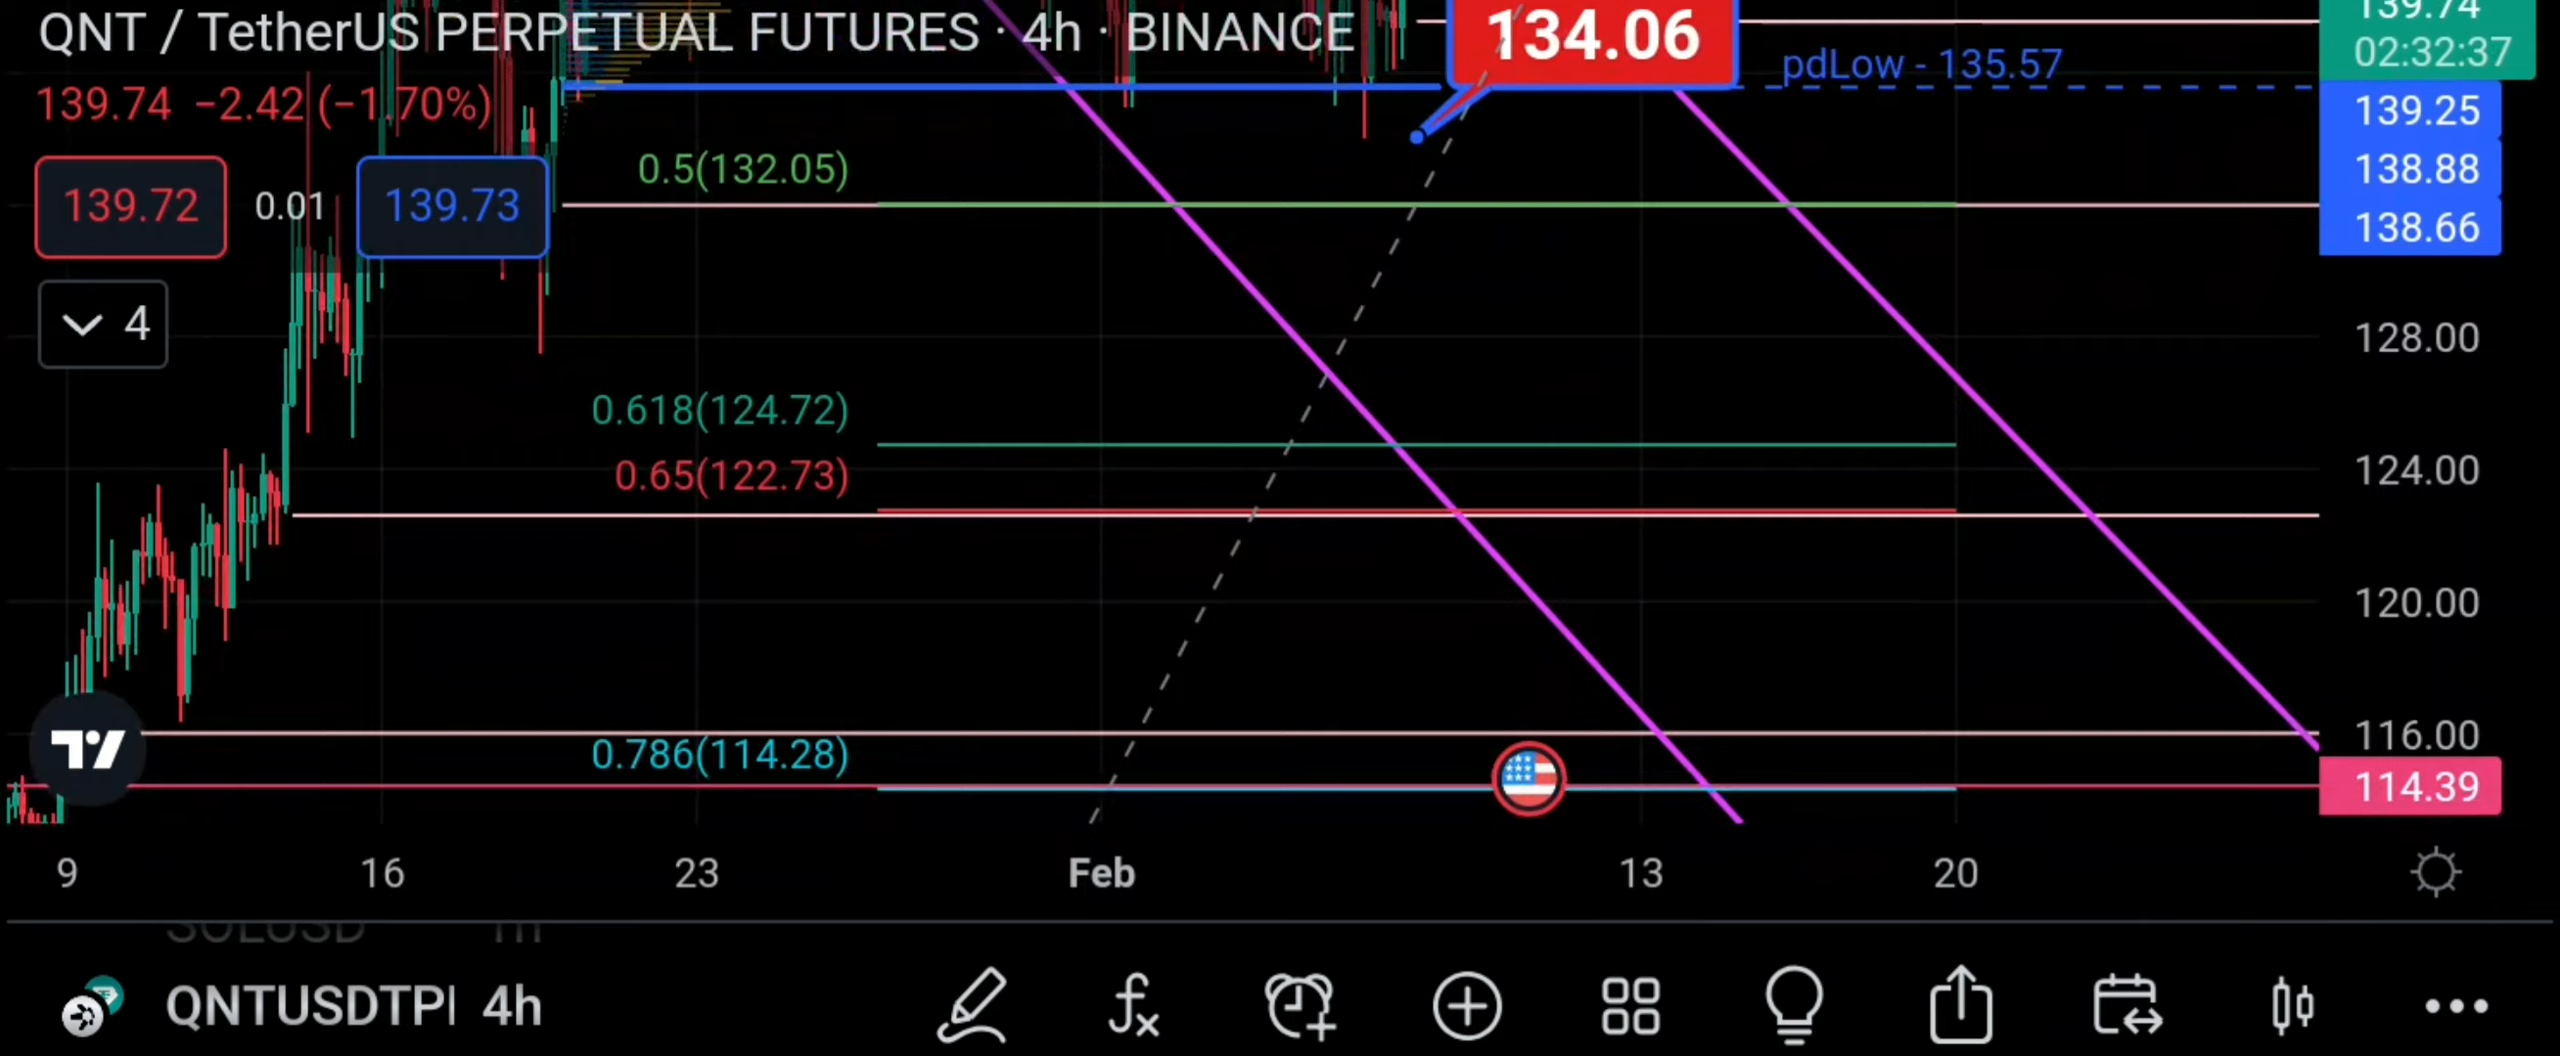 QNT / TetherUS PERPETUAL FUTURES · 4h · BINANCE
134.06
139.74
02:32:37
pdLow - 135.57
139.74 −2.42 (−1.70%)
139.25
138.88
138.66
139.72 0.01 139.73
0.5(132.05)
4
128.00
0.618(124.72)
124.00
0.65(122.73)
120.00
116.00
0.786(114.28)
114.39
9 16 23 Feb 13 20
SOLUSD 1h
QNTUSDTP 4h